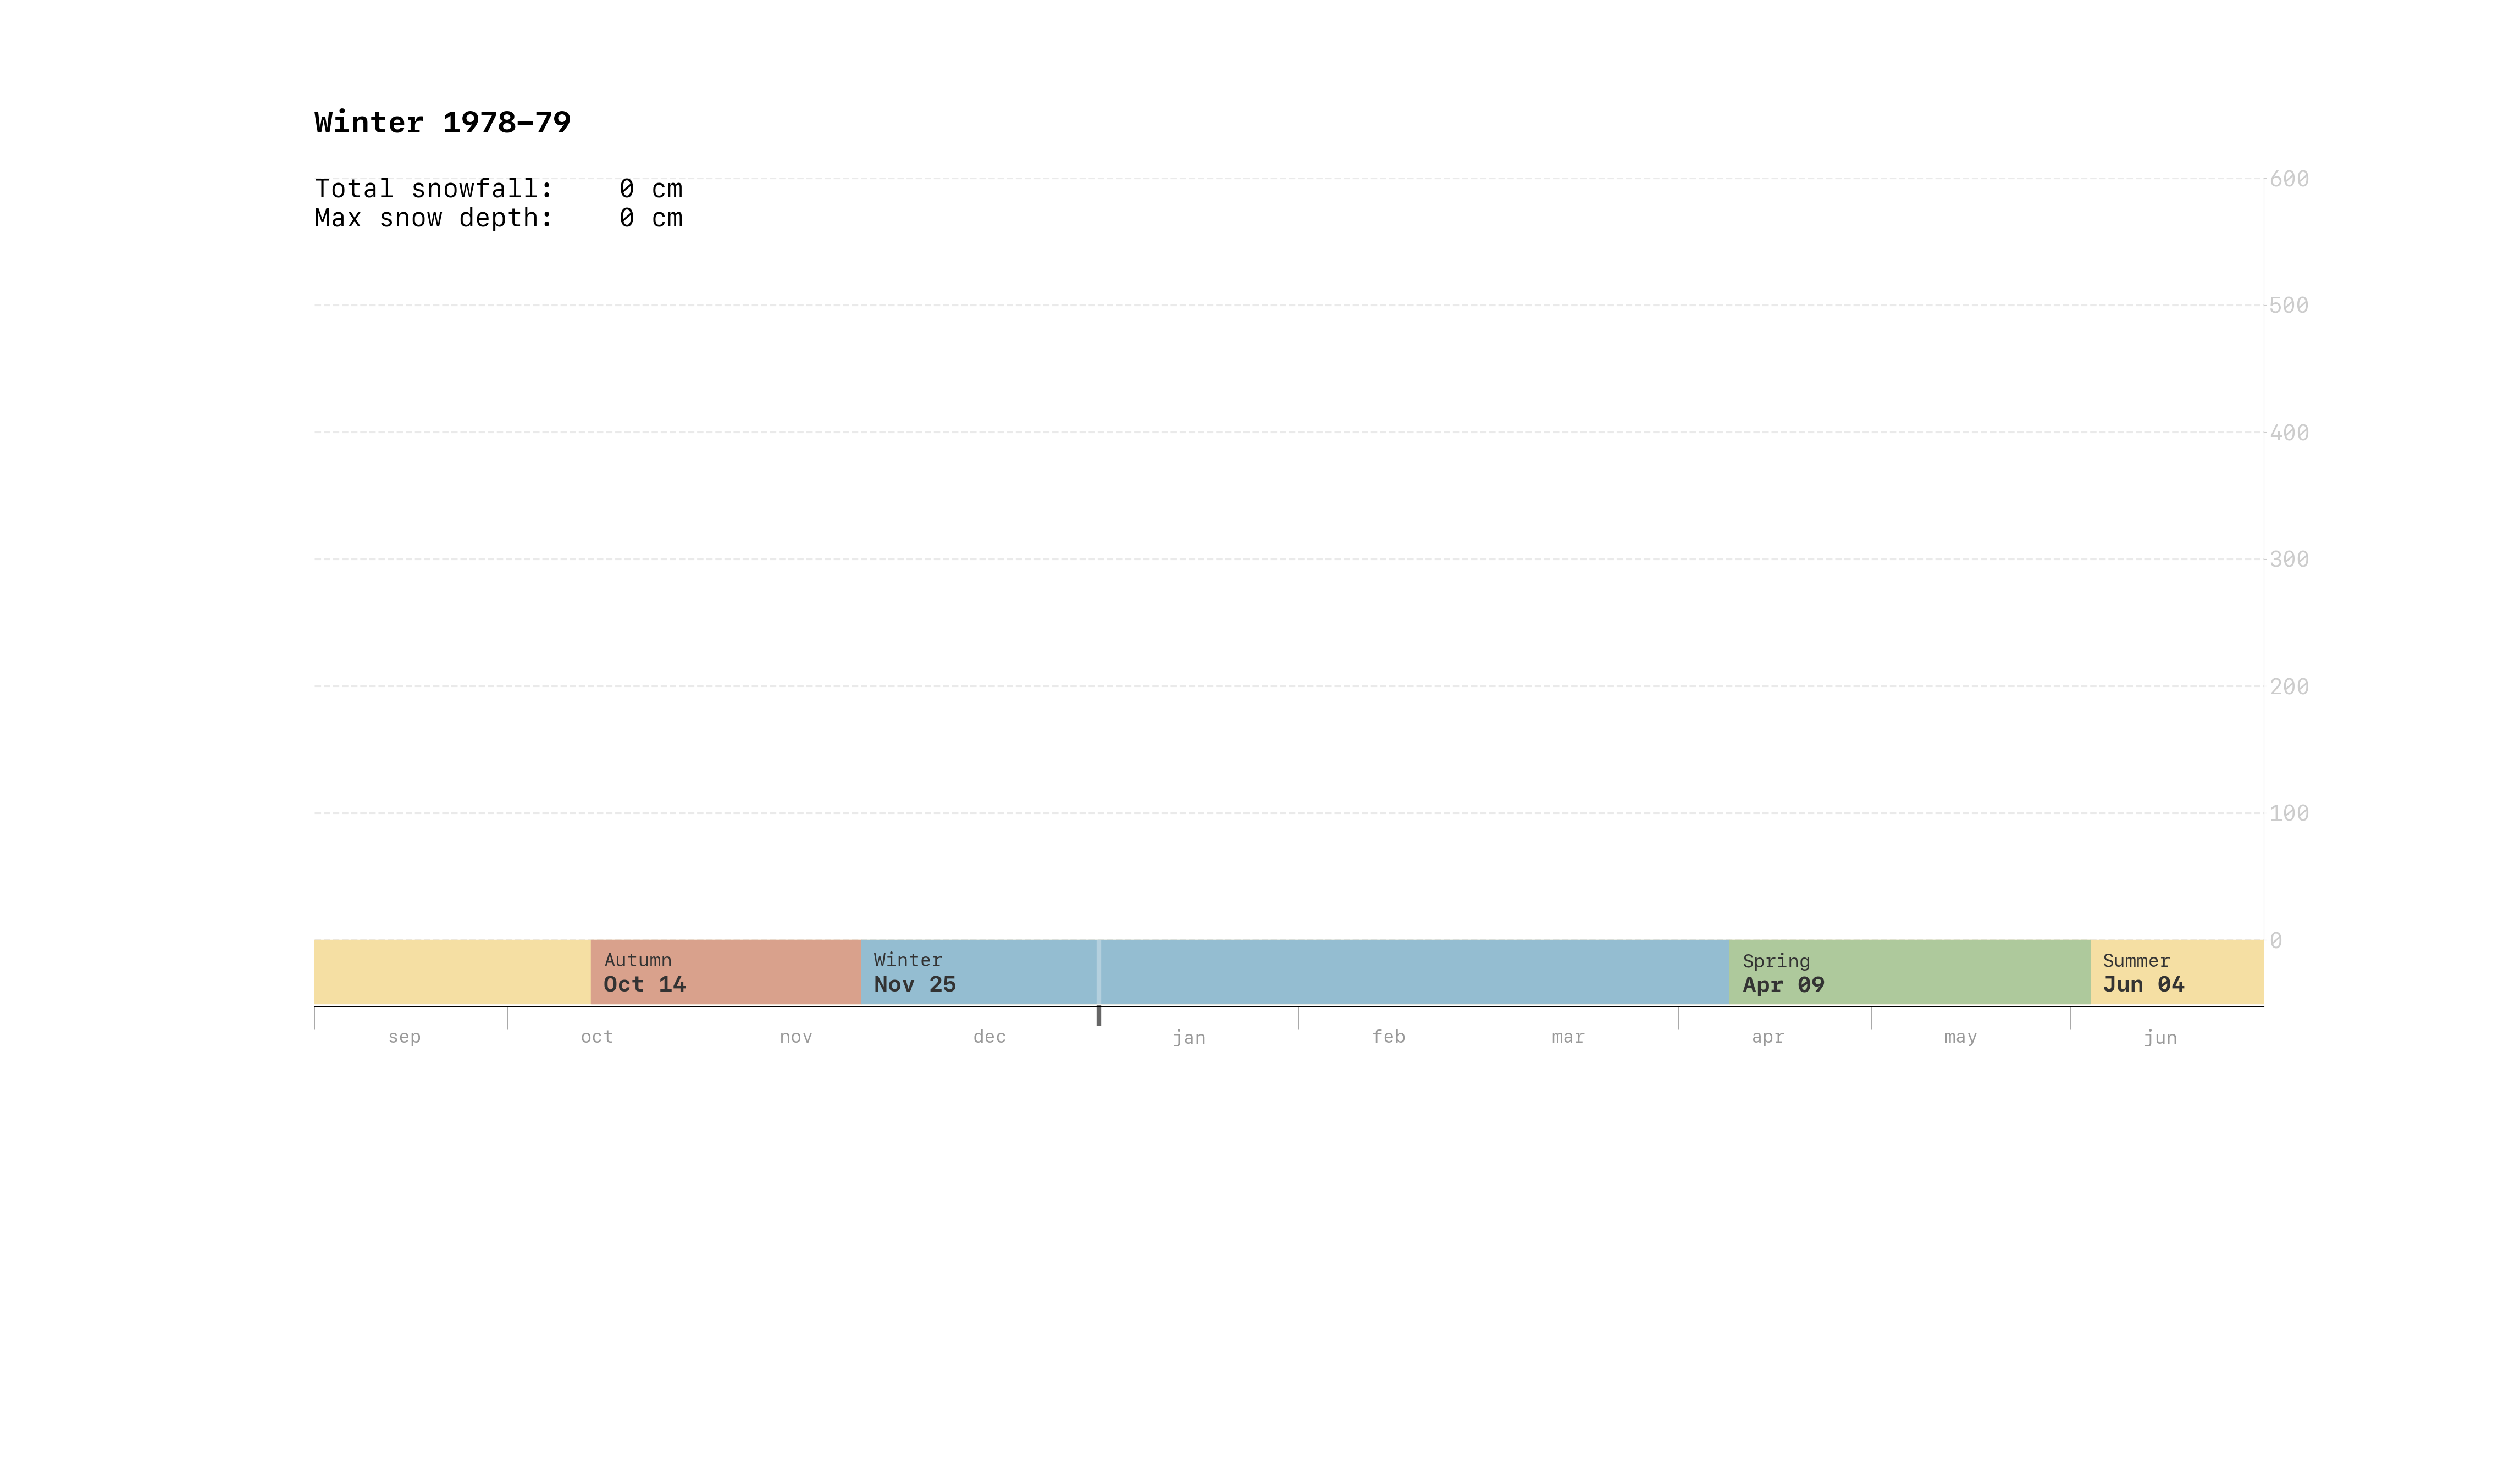 Winter 1978–79
Total snowfall: 0 cm
Max snow depth: 0 cm
600
500
400
300
200
100
0
Autumn
Oct 14
Winter
Nov 25
Spring
Apr 09
Summer
Jun 04
sep oct nov dec jan feb mar apr may jun